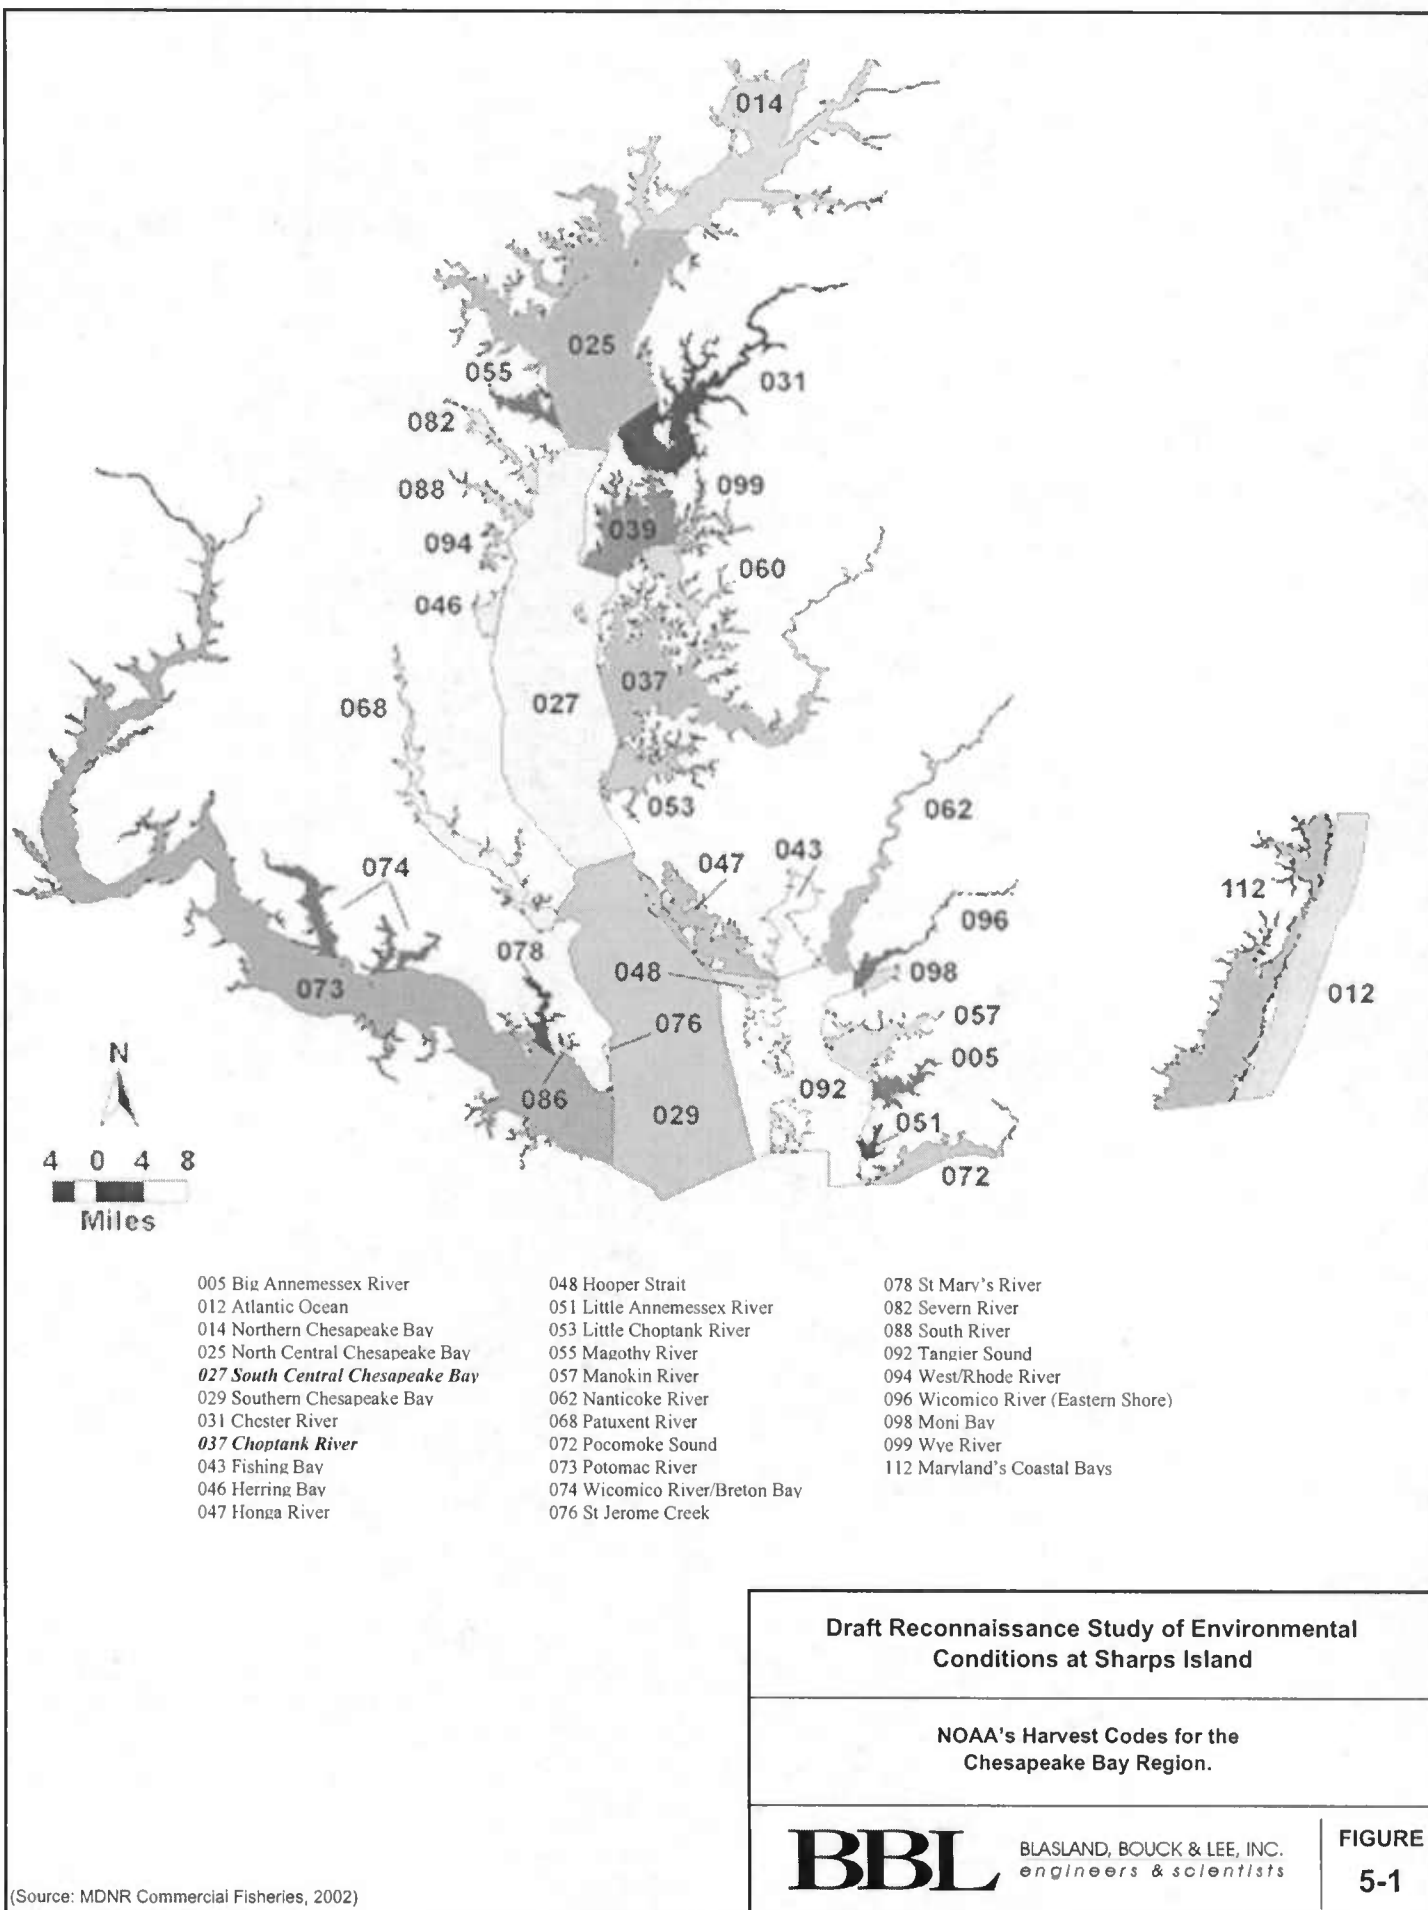 014
025
055
031
082
088
099
039
094
060
046
037
027
068
053
062
074
047
043
112
096
078
048
098
073
012
076
057
N
005
092
086
029
051
4 0 4 8
072
Miles
005 Big Annemessex River
012 Atlantic Ocean
014 Northern Chesapeake Bay
025 North Central Chesapeake Bay
027 South Central Chesapeake Bay
029 Southern Chesapeake Bay
031 Chester River
037 Choptank River
043 Fishing Bay
046 Herring Bay
047 Honga River
048 Hooper Strait
051 Little Annemessex River
053 Little Choptank River
055 Magothy River
057 Manokin River
062 Nanticoke River
068 Patuxent River
072 Pocomoke Sound
073 Potomac River
074 Wicomico River/Breton Bay
076 St Jerome Creek
078 St Mary's River
082 Severn River
088 South River
092 Tangier Sound
094 West/Rhode River
096 Wicomico River (Eastern Shore)
098 Moni Bay
099 Wye River
112 Maryland's Coastal Bays
Draft Reconnaissance Study of Environmental
Conditions at Sharps Island
NOAA's Harvest Codes for the
Chesapeake Bay Region.
BBL
BLASLAND, BOUCK & LEE, INC.
engineers & scientists
FIGURE
5-1
(Source: MDNR Commercial Fisheries, 2002)